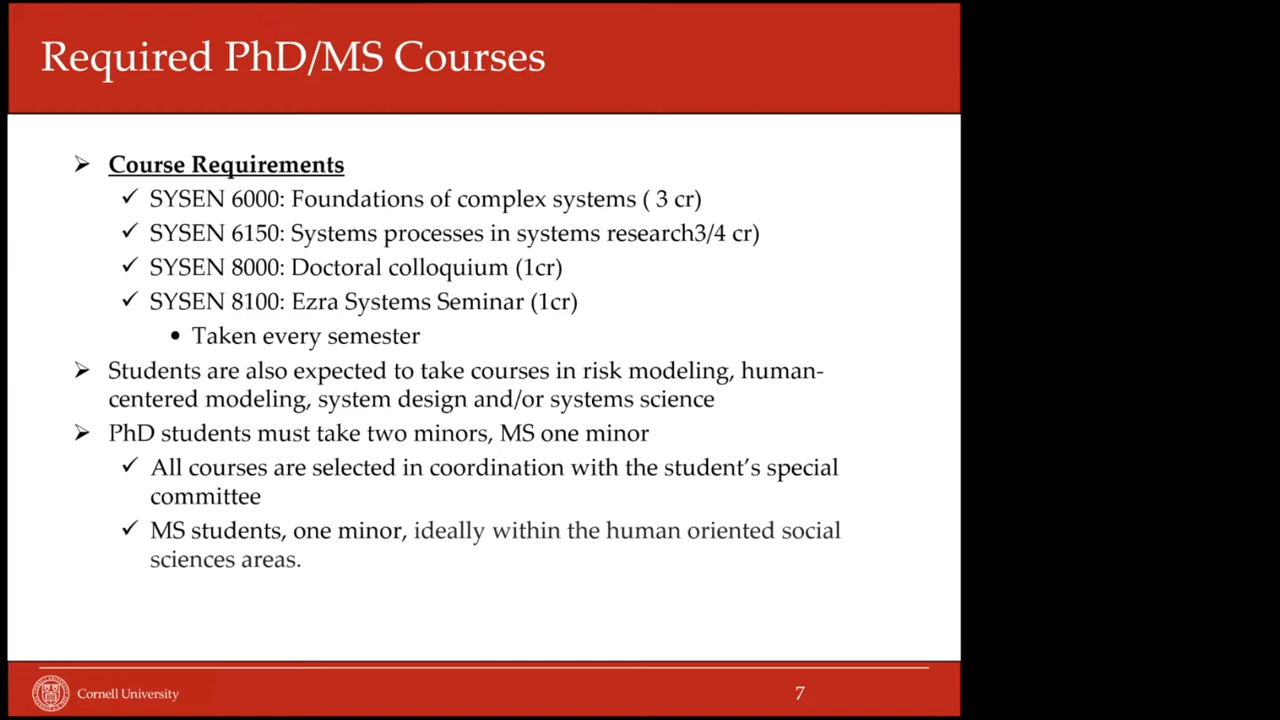 Required PhD/MS Courses
➢ Course Requirements
✓ SYSEN 6000: Foundations of complex systems ( 3 cr)
✓ SYSEN 6150: Systems processes in systems research3/4 cr)
✓ SYSEN 8000: Doctoral colloquium (1cr)
✓ SYSEN 8100: Ezra Systems Seminar (1cr)
• Taken every semester
➢ Students are also expected to take courses in risk modeling, human-
centered modeling, system design and/or systems science
➢ PhD students must take two minors, MS one minor
✓ All courses are selected in coordination with the student’s special
committee
✓ MS students, one minor, ideally within the human oriented social
sciences areas.
Cornell University
7